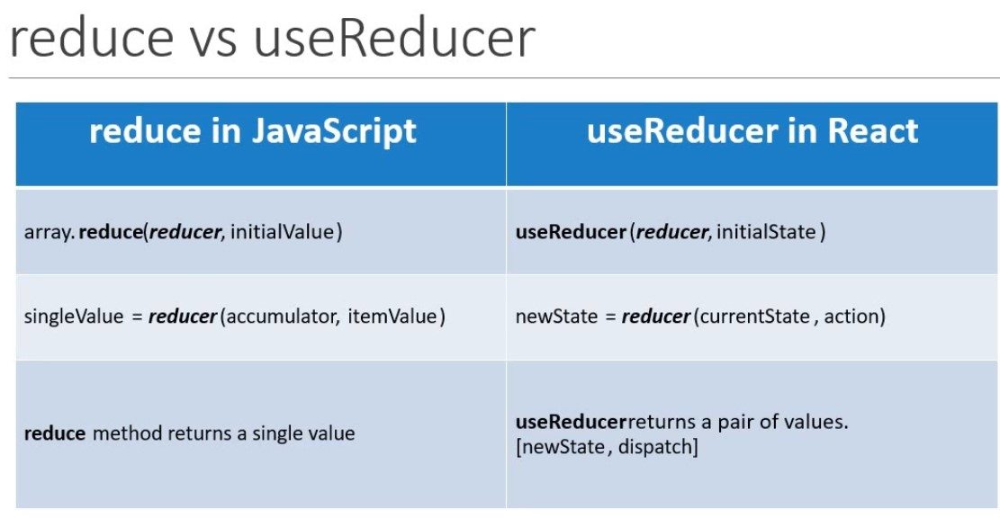 reduce vs useReducer
reduce in JavaScript
useReducer in React
array.reduce(reducer, initialValue)
useReducer(reducer, initialState)
singleValue = reducer(accumulator, itemValue)
newState = reducer(currentState, action)
reduce method returns a single value
useReducer returns a pair of values.
[newState, dispatch]